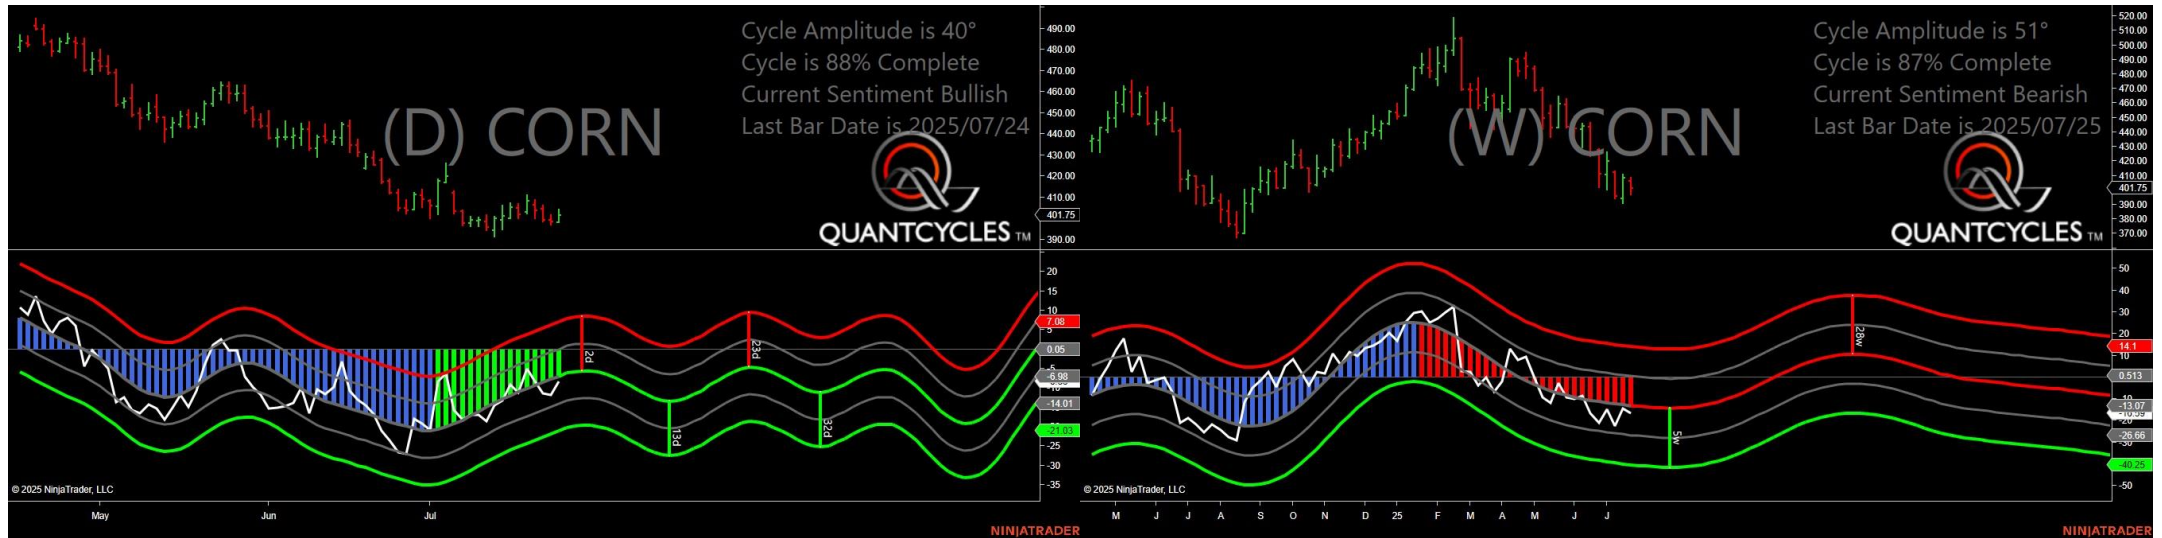 Cycle Amplitude is 40°
Cycle is 88% Complete
Current Sentiment Bullish
Last Bar Date is 2025/07/24
(D) CORN
QUANTCYCLES TM
490.00
480.00
470.00
460.00
450.00
440.00
430.00
420.00
410.00
401.75
390.00
20
15
10
7.08
5
0.05
-5
-6.98
-14.01
-21.03
-25
-30
-35
2d
13d
23d
32d
© 2025 NinjaTrader, LLC
May
Jun
Jul
NINJATRADER
Cycle Amplitude is 51°
Cycle is 87% Complete
Current Sentiment Bearish
Last Bar Date is 2025/07/25
(W) CORN
QUANTCYCLES TM
520.00
510.00
500.00
490.00
480.00
470.00
460.00
450.00
440.00
430.00
420.00
410.00
401.75
390.00
380.00
370.00
50
40
30
20
14.1
10
0.513
-13.07
-20
-26.66
-30
-40.25
-50
5w
28w
© 2025 NinjaTrader, LLC
M
J
J
A
S
O
N
D
25
F
M
A
M
J
J
NINJATRADER